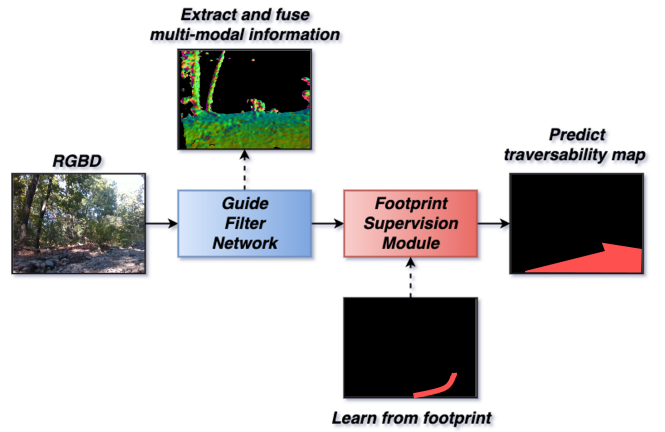 Extract and fuse
multi-modal information
RGBD
Guide
Filter
Network
Footprint
Supervision
Module
Predict
traversability map
Learn from footprint